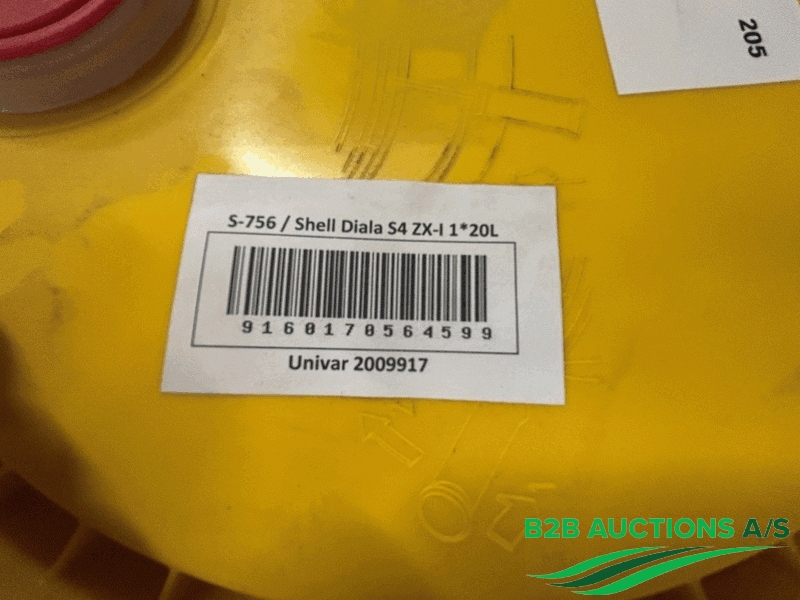 205
S-756 / Shell Diala S4 ZX-I 1*20L
9160170564599
Univar 2009917
B2B AUCTIONS A/S